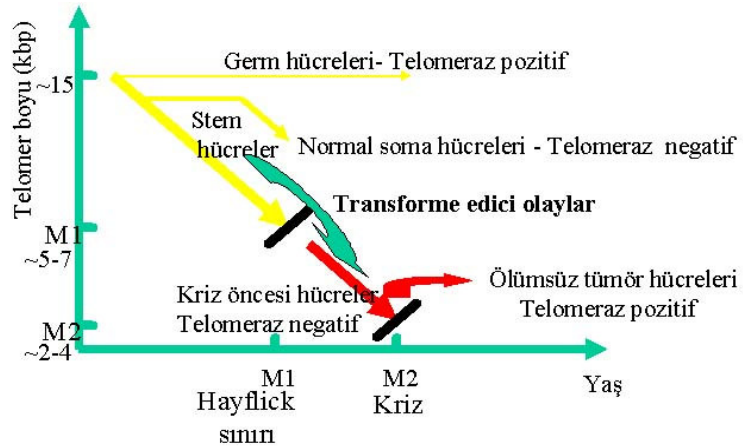 Telomer boyu (kbp)
~15
Germ hücreleri- Telomeraz pozitif
Stem
hücreler
Normal soma hücreleri - Telomeraz negatif
Transforme edici olaylar
M1
~5-7
Kriz öncesi hücreler
Telomeraz negatif
Ölümsüz tümör hücreleri
Telomeraz pozitif
M2
~2-4
M1
Hayflick
sınırı
M2
Kriz
Yaş